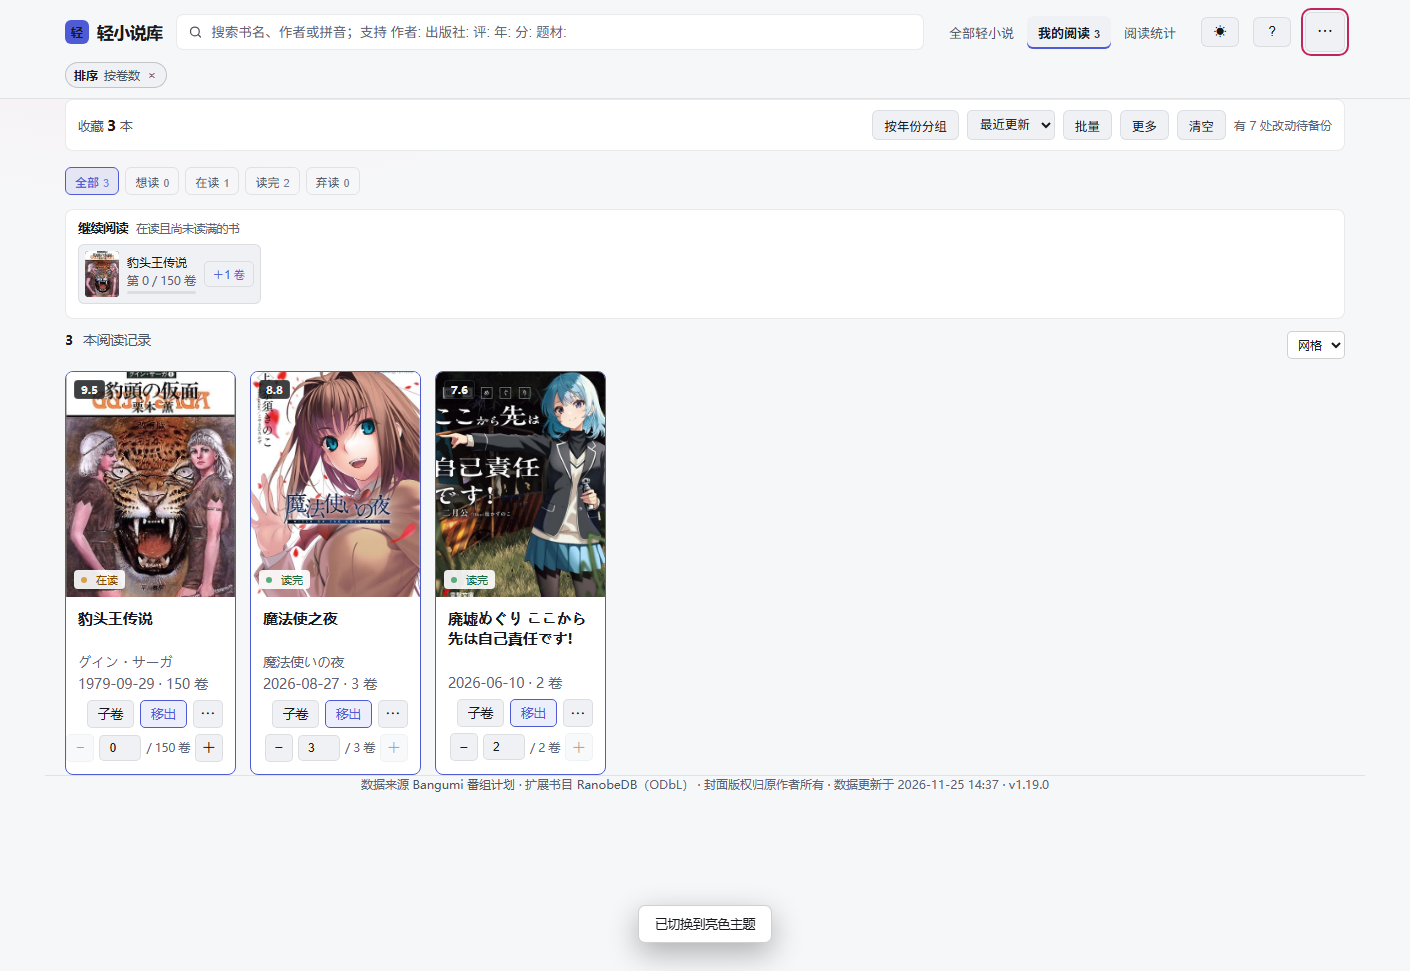 轻 轻小说库
搜索书名、作者或拼音；支持 作者: 出版社: 评: 年: 分: 题材:
全部轻小说 我的阅读 3 阅读统计 ☀ ? ⋯
排序 按卷数 ×
收藏 3 本
按年份分组 最近更新 批量 更多 清空 有 7 处改动待备份
全部 3 想读 0 在读 1 读完 2 弃读 0
继续阅读 在读且尚未读满的书
豹头王传说
第 0 / 150 卷
＋1 卷
3 本阅读记录
网格
9.5
豹頭の仮面
栗本 薫
在读
豹头王传说
グイン・サーガ
1979-09-29 · 150 卷
子卷 移出 ⋯
− 0 / 150 卷 ＋
8.8
魔法使いの夜
读完
魔法使之夜
魔法使いの夜
2026-08-27 · 3 卷
子卷 移出 ⋯
− 3 / 3 卷 ＋
7.6
ここから先は
自己責任
です!
二月公
读完
廃墟めぐり ここから
先は自己責任です!
2026-06-10 · 2 卷
子卷 移出 ⋯
− 2 / 2 卷 ＋
数据来源 Bangumi 番组计划 · 扩展书目 RanobeDB（ODbL） · 封面版权归原作者所有 · 数据更新于 2026-11-25 14:37 · v1.19.0
已切换到亮色主题